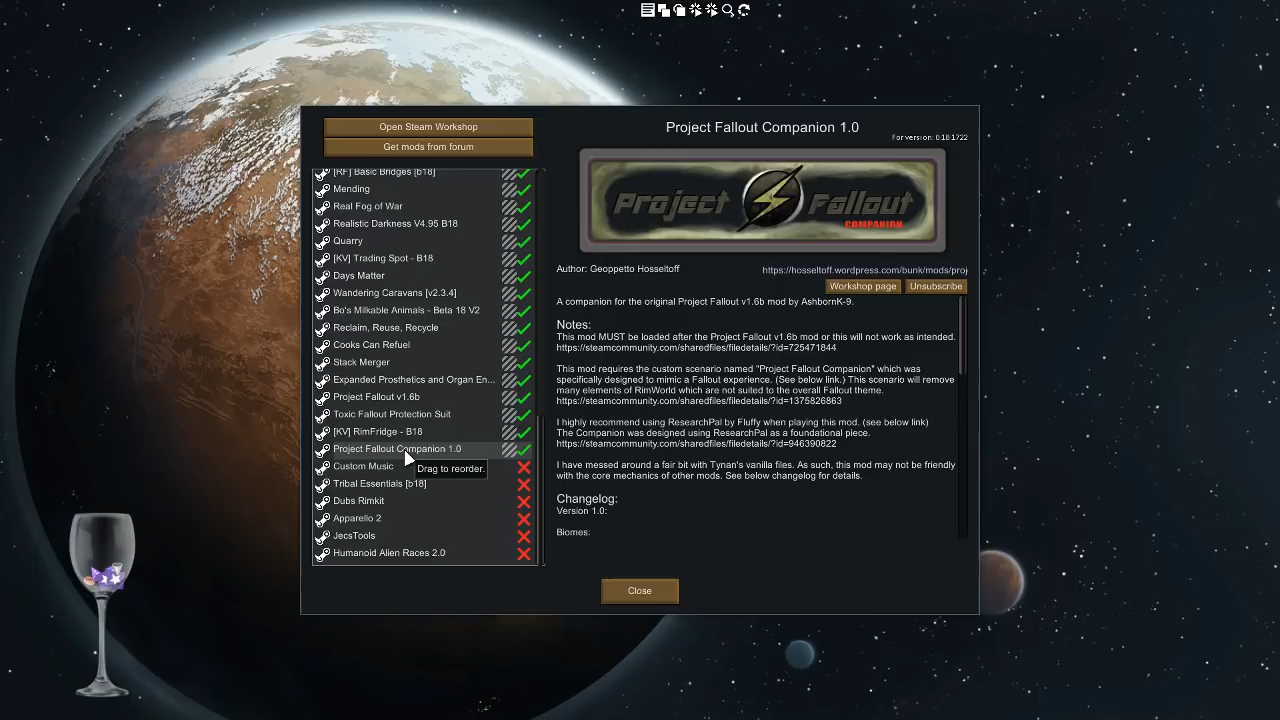 Open Steam Workshop
Get mods from forum
[RF] Basic Bridges [b18]
Mending
Real Fog of War
Realistic Darkness V4.95 B18
Quarry
[KV] Trading Spot - B18
Days Matter
Wandering Caravans [v2.3.4]
Bo's Milkable Animals - Beta 18 V2
Reclaim, Reuse, Recycle
Cooks Can Refuel
Stack Merger
Expanded Prosthetics and Organ En...
Project Fallout v1.6b
Toxic Fallout Protection Suit
[KV] RimFridge - B18
Project Fallout Companion 1.0
Drag to reorder.
Custom Music
Tribal Essentials [b18]
Dubs Rimkit
Apparello 2
JecsTools
Humanoid Alien Races 2.0
Project Fallout Companion 1.0
For version: 0.18.1722
Project Fallout
COMPANION
Author: Geoppetto Hosseltoff
https://hosseltoff.wordpress.com/bunk/mods/proj
Workshop page
Unsubscribe
A companion for the original Project Fallout v1.6b mod by AshbornK-9.
Notes:
This mod MUST be loaded after the Project Fallout v1.6b mod or this will not work as intended.
https://steamcommunity.com/sharedfiles/filedetails/?id=725471844
This mod requires the custom scenario named "Project Fallout Companion" which was
specifically designed to mimic a Fallout experience. (See below link.) This scenario will remove
many elements of RimWorld which are not suited to the overall Fallout theme.
https://steamcommunity.com/sharedfiles/filedetails/?id=1375826863
I highly recommend using ResearchPal by Fluffy when playing this mod. (see below link)
The Companion was designed using ResearchPal as a foundational piece.
https://steamcommunity.com/sharedfiles/filedetails/?id=946390822
I have messed around a fair bit with Tynan's vanilla files. As such, this mod may not be friendly
with the core mechanics of other mods. See below changelog for details.
Changelog:
Version 1.0:
Biomes:
Close